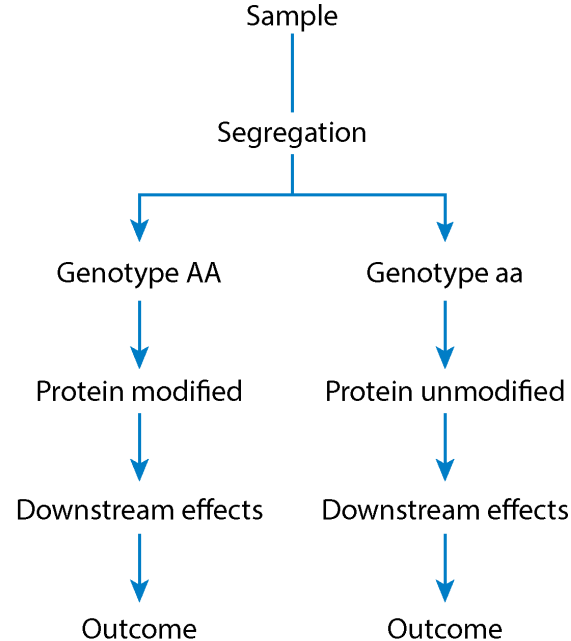 Sample
Segregation
Genotype AA
Genotype aa
Protein modified
Protein unmodified
Downstream effects
Downstream effects
Outcome
Outcome